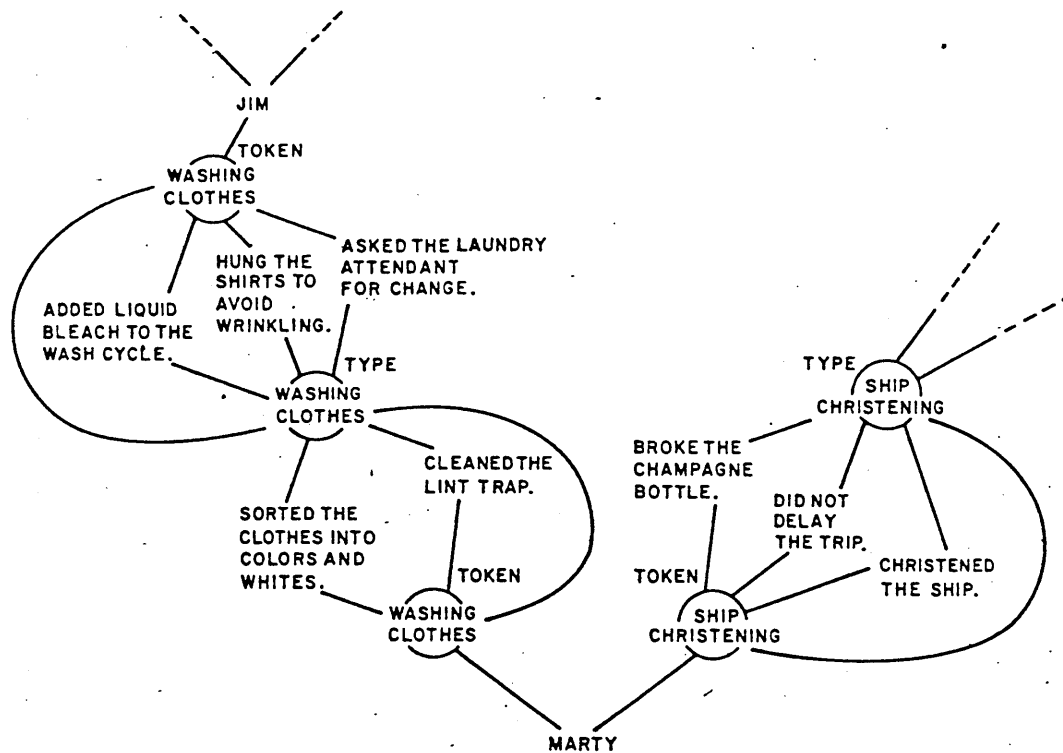 JIM
TOKEN
WASHING
CLOTHES
ASKED THE LAUNDRY
ATTENDANT
FOR CHANGE.
HUNG THE
SHIRTS TO
AVOID
WRINKLING.
ADDED LIQUID
BLEACH TO THE
WASH CYCLE.
TYPE
WASHING
CLOTHES
CLEANED THE
LINT TRAP.
SORTED THE
CLOTHES INTO
COLORS AND
WHITES.
TOKEN
WASHING
CLOTHES
TYPE
SHIP
CHRISTENING
BROKE THE
CHAMPAGNE
BOTTLE.
DID NOT
DELAY
THE TRIP.
CHRISTENED
THE SHIP.
TOKEN
SHIP
CHRISTENING
MARTY